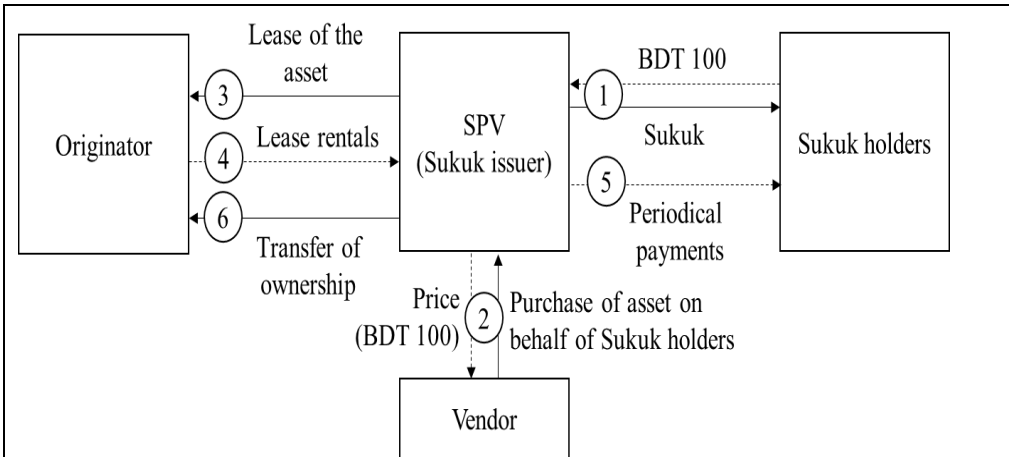 Lease of the
asset
3
Originator
Lease rentals
4
6
Transfer of
ownership
SPV
(Sukuk issuer)
BDT 100
1
Sukuk
5
Periodical
payments
Sukuk holders
Price
(BDT 100)
2
Purchase of asset on
behalf of Sukuk holders
Vendor